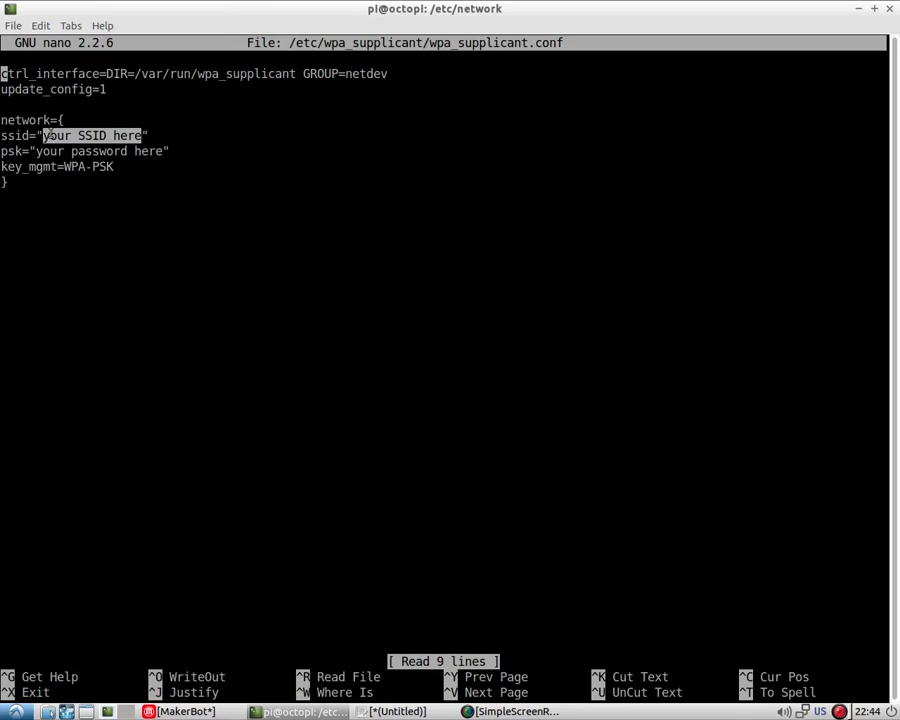 pi@octopi: /etc/network
File Edit Tabs Help
GNU nano 2.2.6 File: /etc/wpa_supplicant/wpa_supplicant.conf
ctrl_interface=DIR=/var/run/wpa_supplicant GROUP=netdev
update_config=1
network={
ssid="your SSID here"
psk="your password here"
key_mgmt=WPA-PSK
}
[ Read 9 lines ]
^G Get Help ^O WriteOut ^R Read File ^Y Prev Page ^K Cut Text ^C Cur Pos
^X Exit ^J Justify ^W Where Is ^V Next Page ^U UnCut Text ^T To Spell
[MakerBot*] pi@octopi: /etc... [*(Untitled)] [SimpleScreenR... US 22:44